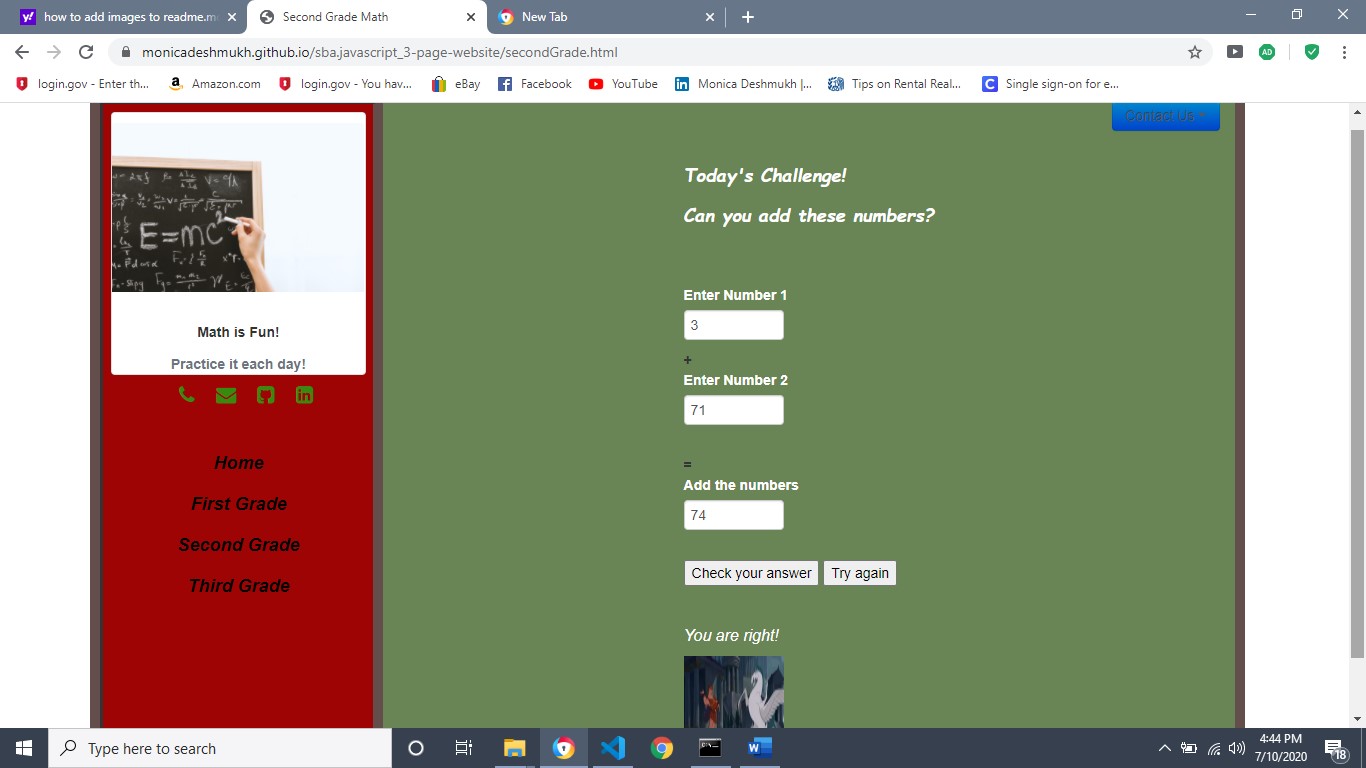 how to add images to readme.m
Second Grade Math
New Tab
monicadeshmukh.github.io/sba.javascript_3-page-website/secondGrade.html
AD
login.gov - Enter th...
Amazon.com
login.gov - You hav...
eBay
Facebook
YouTube
Monica Deshmukh |...
Tips on Rental Real...
Single sign-on for e...
Contact Us
E=mc²
Math is Fun!
Practice it each day!
Home
First Grade
Second Grade
Third Grade
Today's Challenge!
Can you add these numbers?
Enter Number 1
3
+
Enter Number 2
71
=
Add the numbers
74
Check your answer
Try again
You are right!
Type here to search
4:44 PM
7/10/2020
18